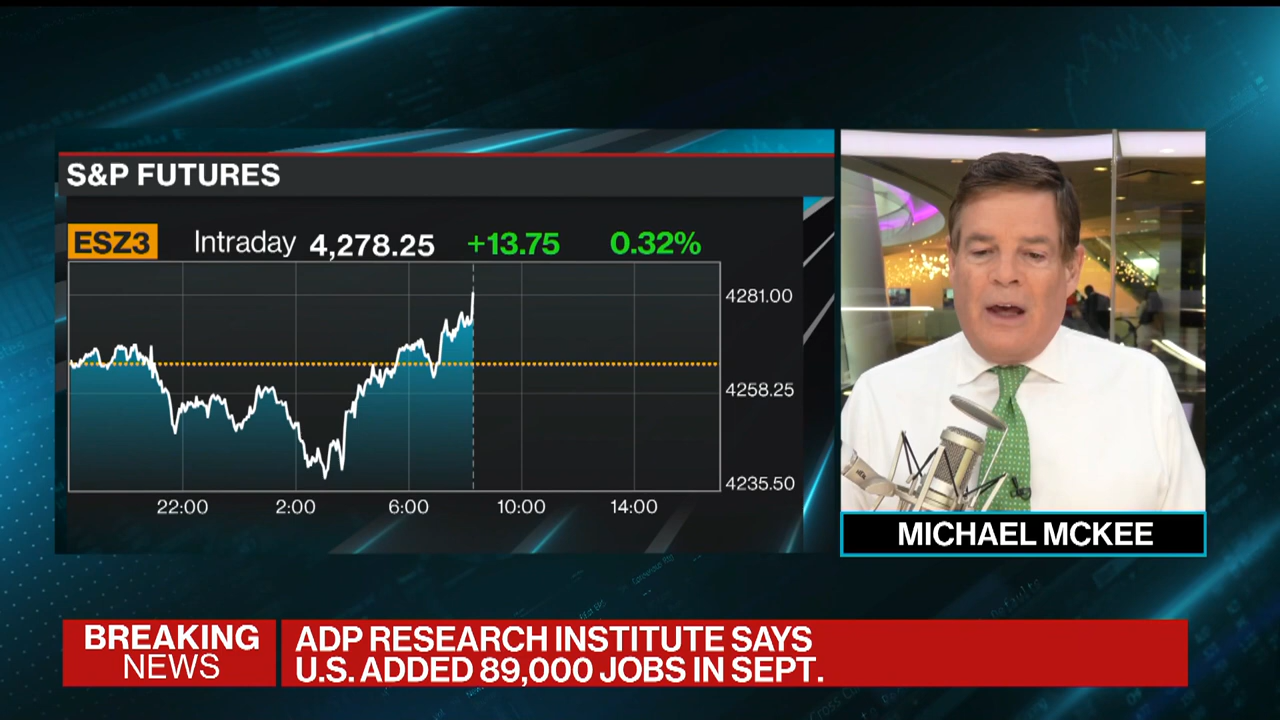 S&P FUTURES
ESZ3 Intraday 4,278.25 +13.75 0.32%
4281.00
4258.25
4235.50
22:00 2:00 6:00 10:00 14:00
MICHAEL MCKEE
BREAKING NEWS
ADP RESEARCH INSTITUTE SAYS
U.S. ADDED 89,000 JOBS IN SEPT.